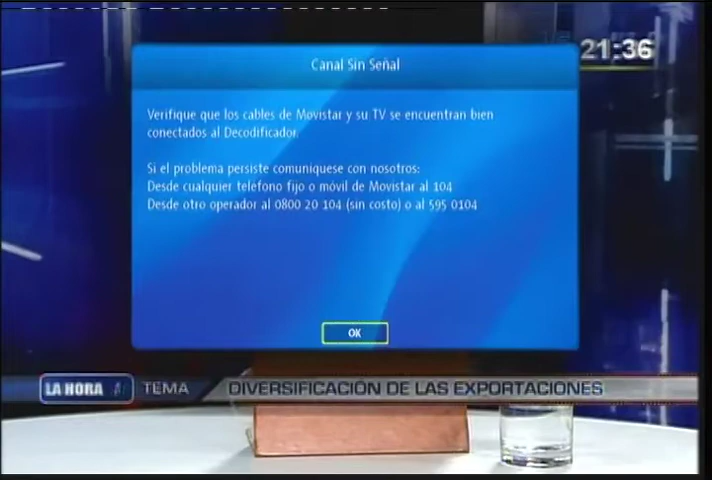 21:36
Canal Sin Señal
Verifique que los cables de Movistar y su TV se encuentran bien
conectados al Decodificador.
Si el problema persiste comuniquese con nosotros:
Desde cualquier teléfono fijo o móvil de Movistar al 104
Desde otro operador al 0800 20 104 (sin costo) o al 595 0104
OK
LA HORA N TEMA DIVERSIFICACIÓN DE LAS EXPORTACIONES